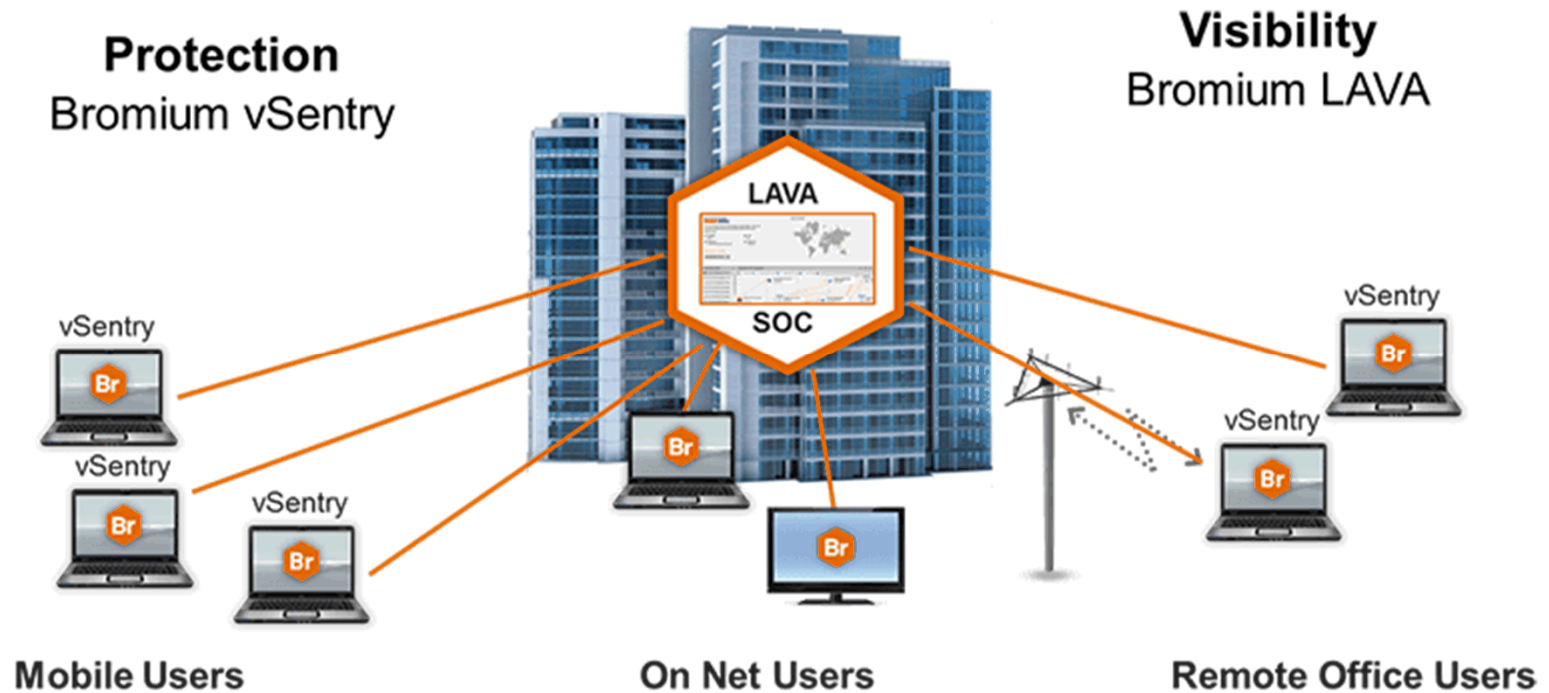 Protection
Bromium vSentry
Visibility
Bromium LAVA
LAVA
SOC
vSentry
Br
vSentry
Br
vSentry
Br
Br
Br
vSentry
Br
vSentry
Br
Mobile Users
On Net Users
Remote Office Users